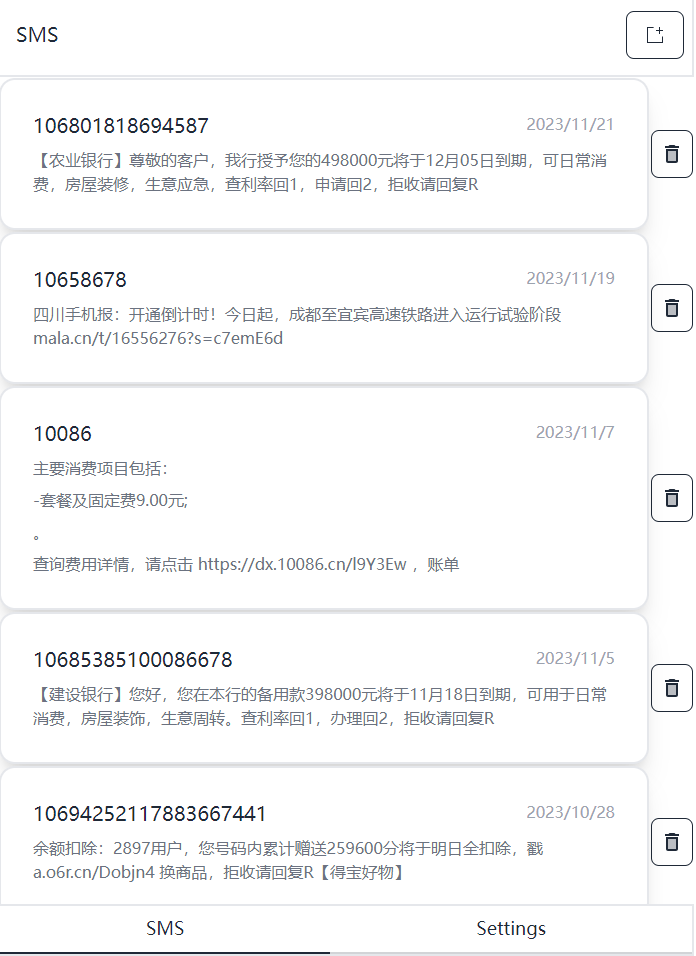 SMS
106801818694587
2023/11/21
【农业银行】尊敬的客户，我行授予您的498000元将于12月05日到期，可日常消
费，房屋装修，生意应急，查利率回1，申请回2，拒收请回复R
10658678
2023/11/19
四川手机报：开通倒计时！今日起，成都至宜宾高速铁路进入运行试验阶段
mala.cn/t/16556276?s=c7emE6d
10086
2023/11/7
主要消费项目包括：
-套餐及固定费9.00元;
。
查询费用详情，请点击 https://dx.10086.cn/l9Y3Ew ，账单
10685385100086678
2023/11/5
【建设银行】您好，您在本行的备用款398000元将于11月18日到期，可用于日常
消费，房屋装饰，生意周转。查利率回1，办理回2，拒收请回复R
1069425211788366​7441
2023/10/28
余额扣除：2897用户，您号码内累计赠送259600分将于明日全扣除，戳
a.o6r.cn/Dobjn4 换商品，拒收请回复R【得宝好物】
SMS
Settings